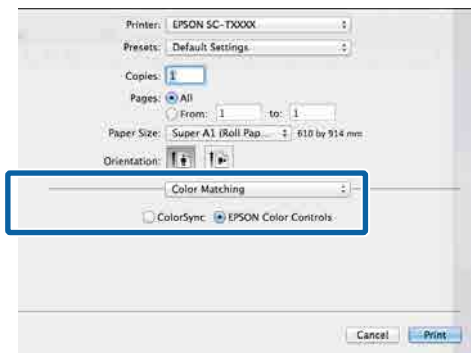 Printer: EPSON SC-TXXXX
Presets: Default Settings
Copies: 1
Pages: All
From: 1 to: 1
Paper Size: Super A1 (Roll Pap... 610 by 914 mm
Orientation:
Color Matching
ColorSync EPSON Color Controls
Cancel Print